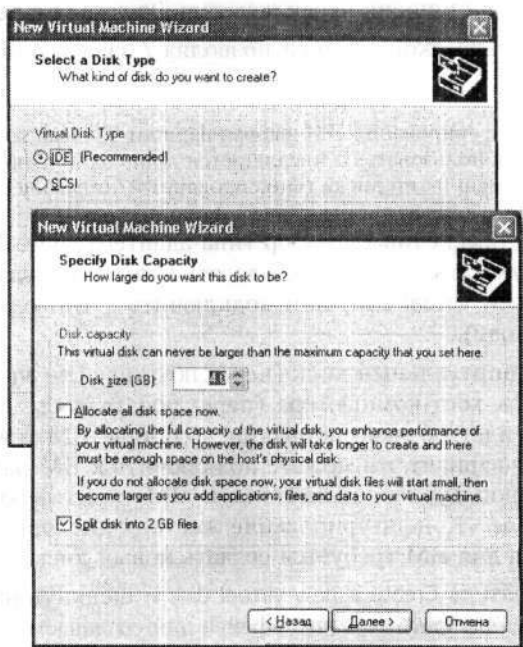 New Virtual Machine Wizard
Select a Disk Type
What kind of disk do you want to create?
Virtual Disk Type
IDE (Recommended)
SCSI
New Virtual Machine Wizard
Specify Disk Capacity
How large do you want this disk to be?
Disk capacity
This virtual disk can never be larger than the maximum capacity that you set here.
Disk size (GB):
Allocate all disk space now.
By allocating the full capacity of the virtual disk, you enhance performance of
your virtual machine. However, the disk will take longer to create and there
must be enough space on the host's physical disk.
If you do not allocate disk space now, your virtual disk files will start small, then
become larger as you add applications, files, and data to your virtual machine.
Split disk into 2 GB files
< Назад Далее > Отмена